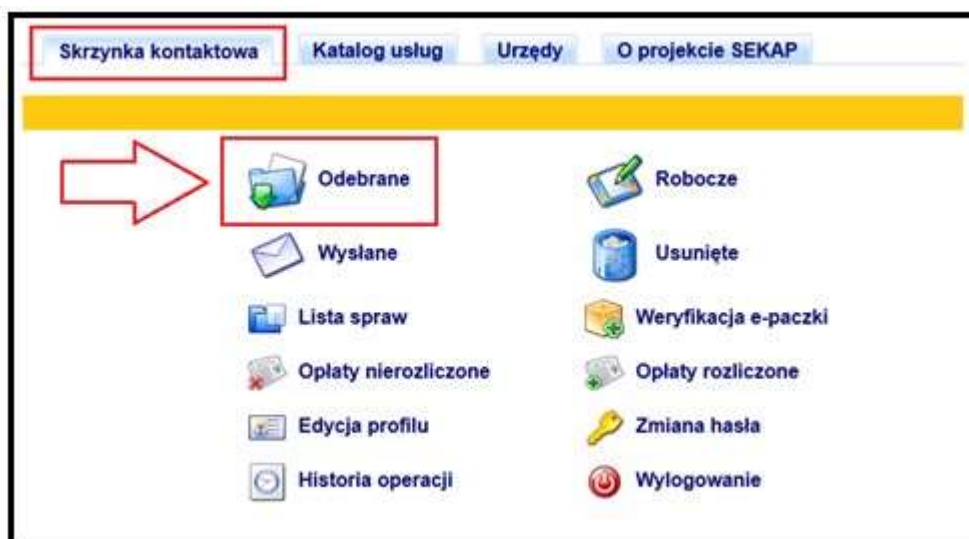 Skrzynka kontaktowa Katalog usług Urzędy O projekcie SEKAP
Odebrane Robocze
Wysłane Usunięte
Lista spraw Weryfikacja e-paczki
Opłaty nierozliczone Opłaty rozliczone
Edycja profilu Zmiana hasła
Historia operacji Wylogowanie